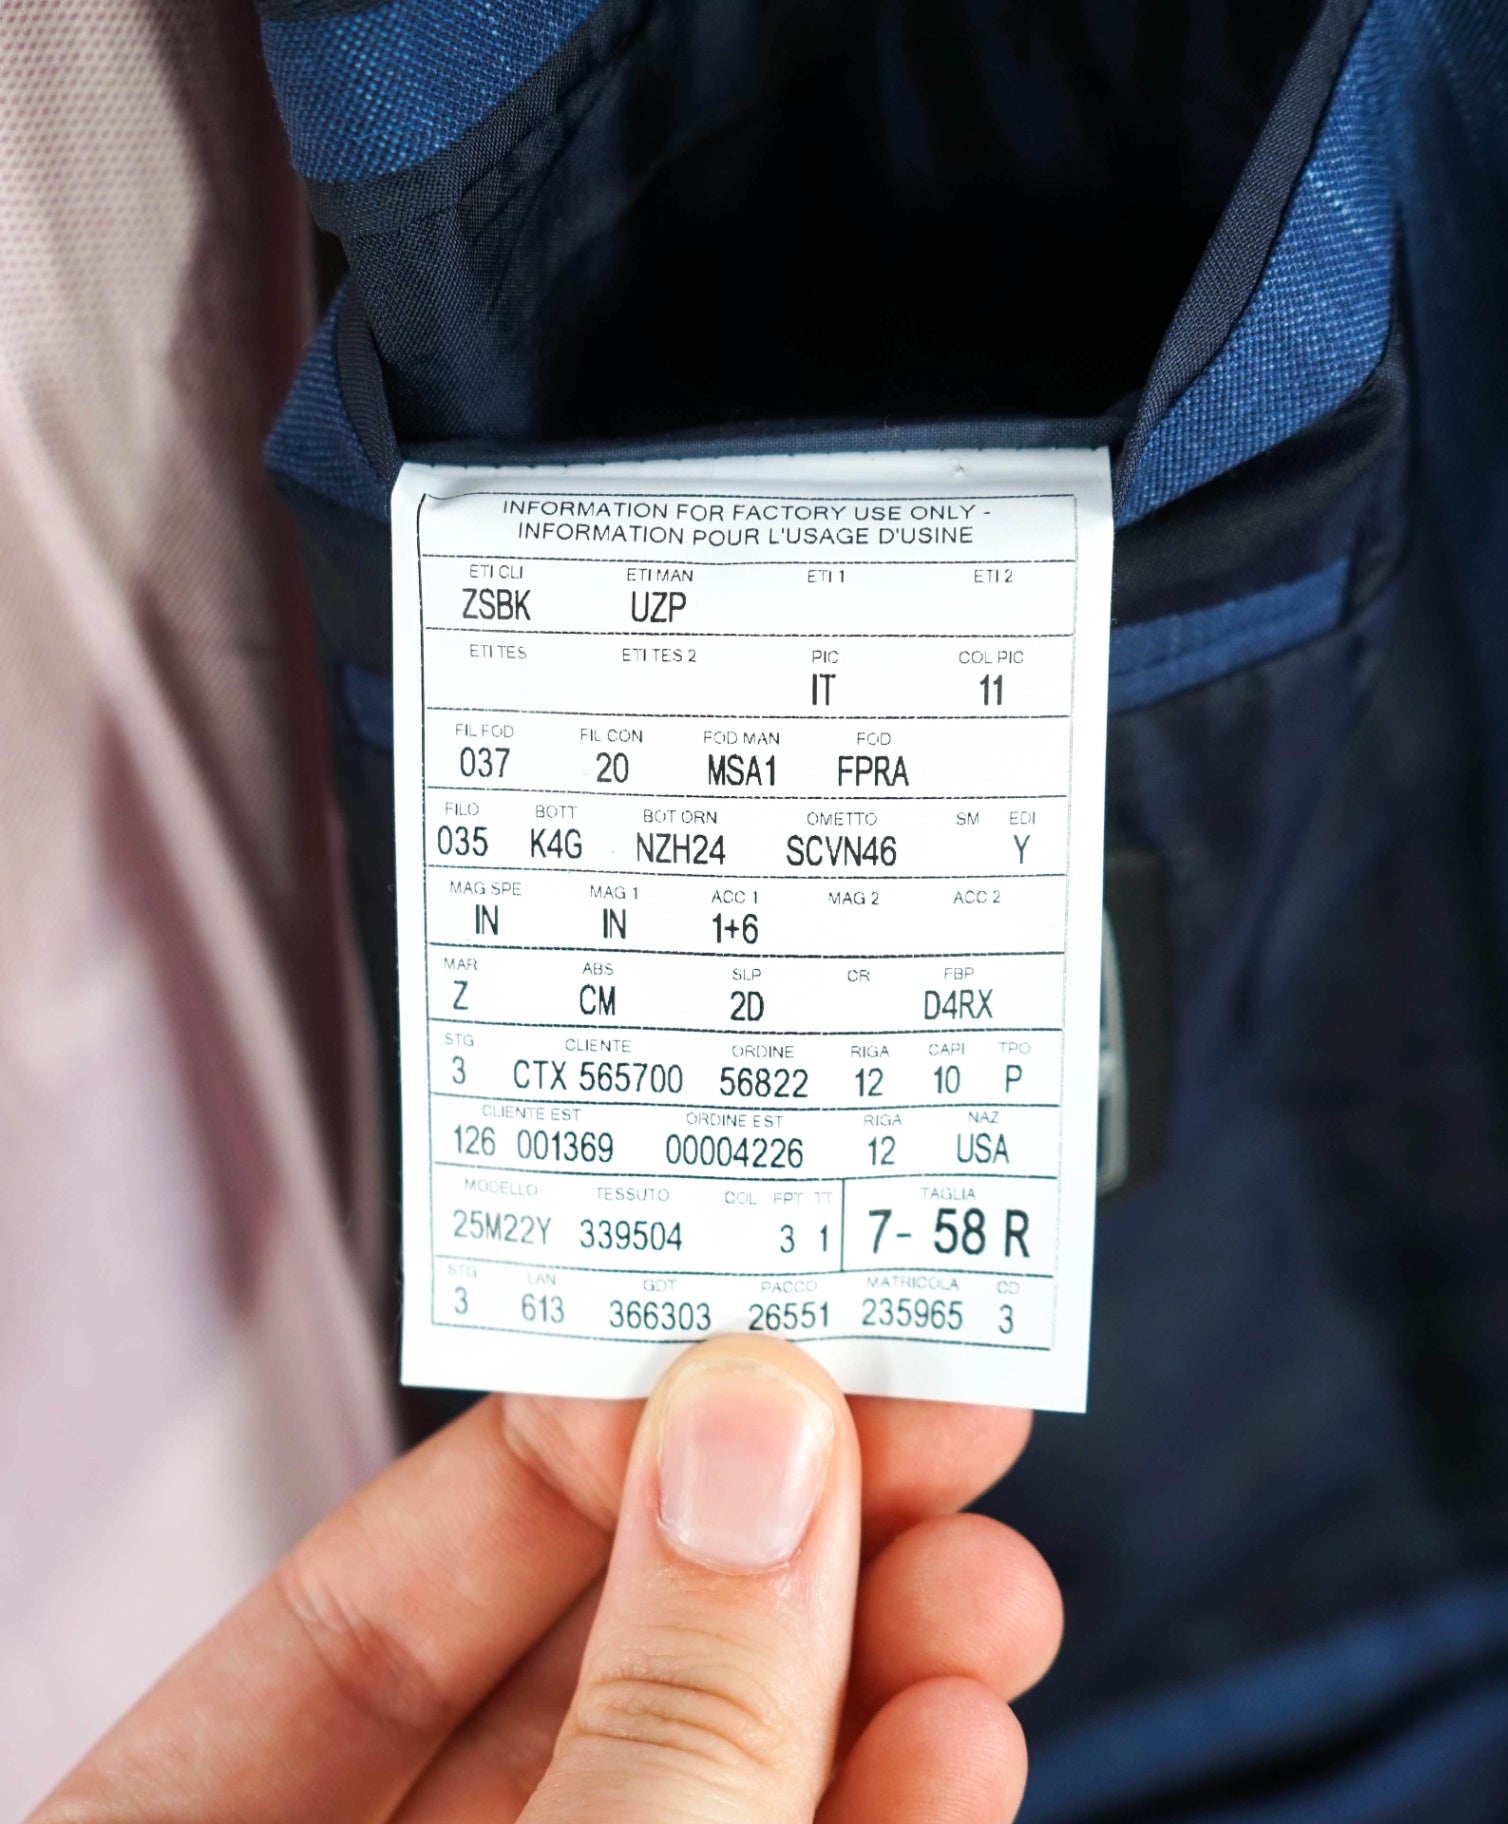 INFORMATION FOR FACTORY USE ONLY -
INFORMATION POUR L'USAGE D'USINE
ETI CLI ETI MAN ETI 1 ETI 2
ZSBK UZP
ETI TES ETI TES 2 PIC COL PIC
IT 11
FIL FOD FIL CON FOD MAN FOD
037 20 MSA1 FPRA
FILO BOTT BOT ORN OMETTO SM EDI
035 K4G NZH24 SCVN46 Y
MAG SPE MAG 1 ACC 1 MAG 2 ACC 2
IN IN 1+6
MAR ABS SLP CR FBP
Z CM 2D D4RX
STG CLIENTE ORDINE RIGA CAPI TPO
3 CTX 565700 56822 12 10 P
CLIENTE EST ORDINE EST RIGA NAZ
126 001369 00004226 12 USA
MODELLO TESSUTO COL FPT TT TAGLIA
25M22Y 339504 3 1 7- 58 R
STG LAN GDT PACCO MATRICOLA CD
3 613 366303 26551 235965 3